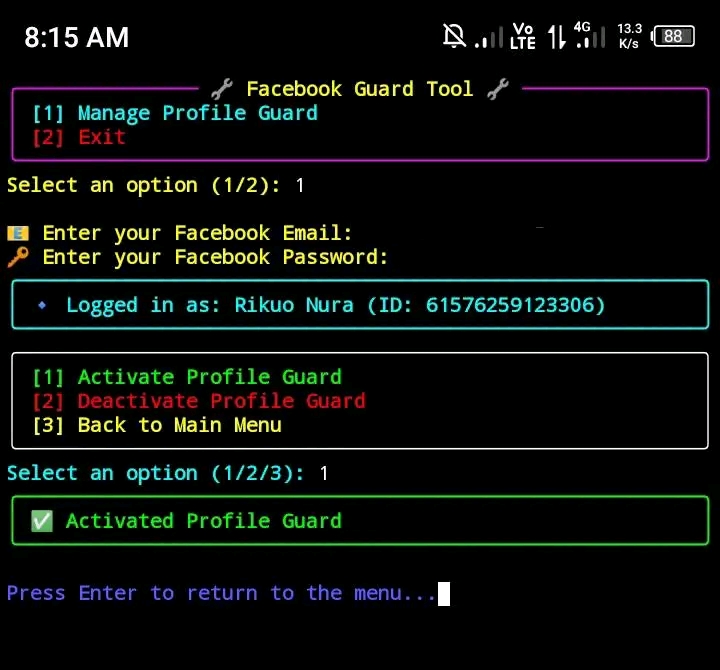 8:15 AM Vo LTE 4G 13.3 K/s 88
🔧 Facebook Guard Tool 🔧
[1] Manage Profile Guard
[2] Exit
Select an option (1/2): 1
📧 Enter your Facebook Email:
🔑 Enter your Facebook Password:
🔹 Logged in as: Rikuo Nura (ID: 61576259123306)
[1] Activate Profile Guard
[2] Deactivate Profile Guard
[3] Back to Main Menu
Select an option (1/2/3): 1
✅ Activated Profile Guard
Press Enter to return to the menu...